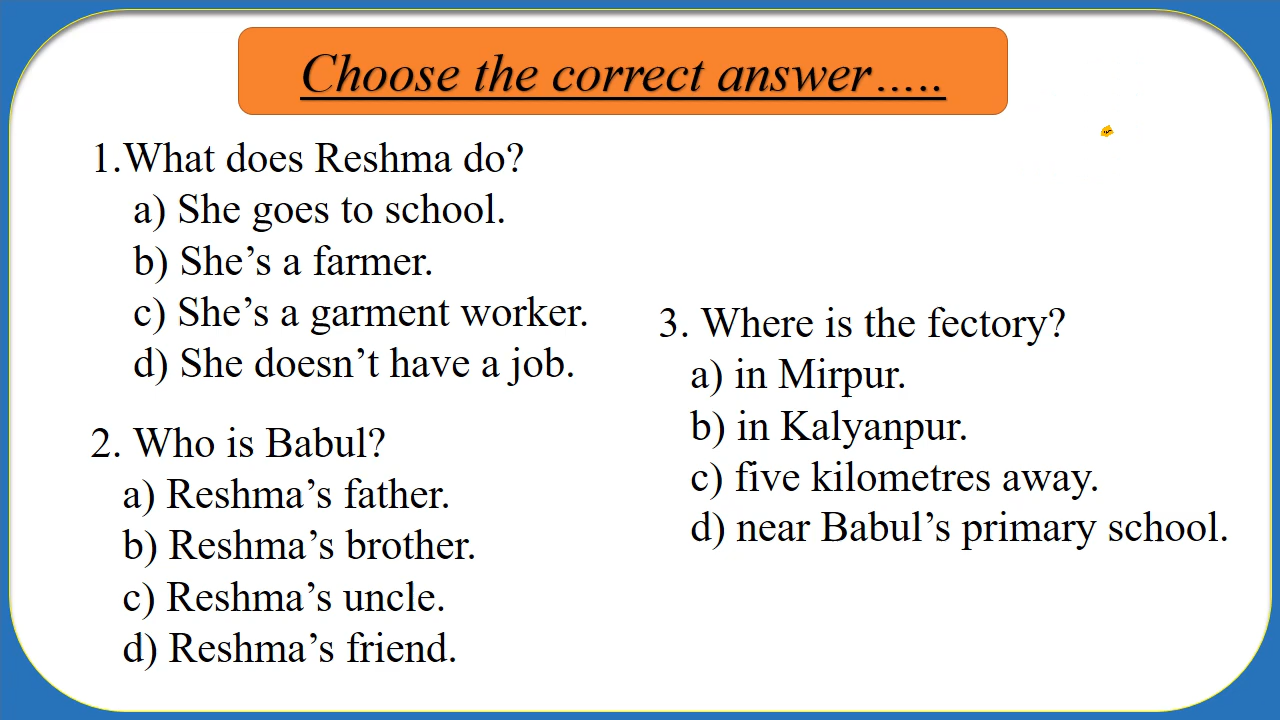 Choose the correct answer…..
1.What does Reshma do?
a) She goes to school.
b) She’s a farmer.
c) She’s a garment worker.
d) She doesn’t have a job.
2. Who is Babul?
a) Reshma’s father.
b) Reshma’s brother.
c) Reshma’s uncle.
d) Reshma’s friend.
3. Where is the fectory?
a) in Mirpur.
b) in Kalyanpur.
c) five kilometres away.
d) near Babul’s primary school.